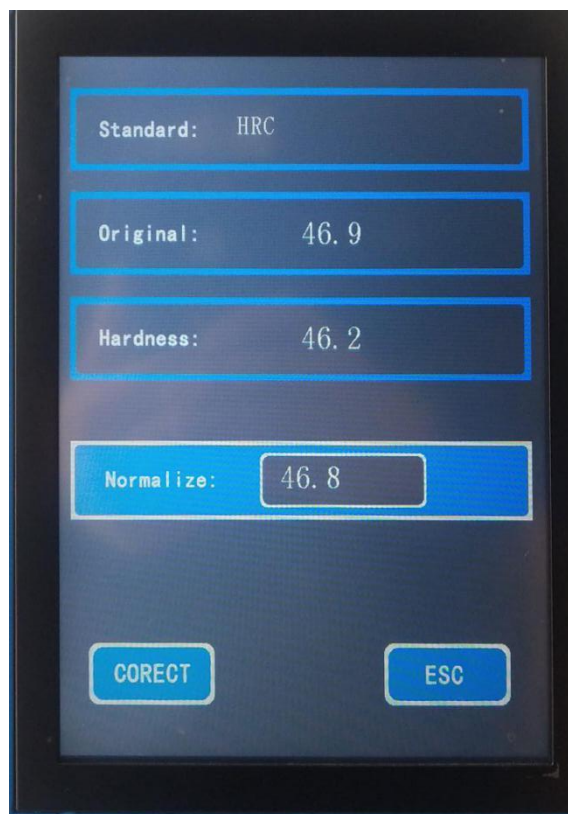 Standard: HRC
Original: 46.9
Hardness: 46.2
Normalize: 46.8
CORECT ESC